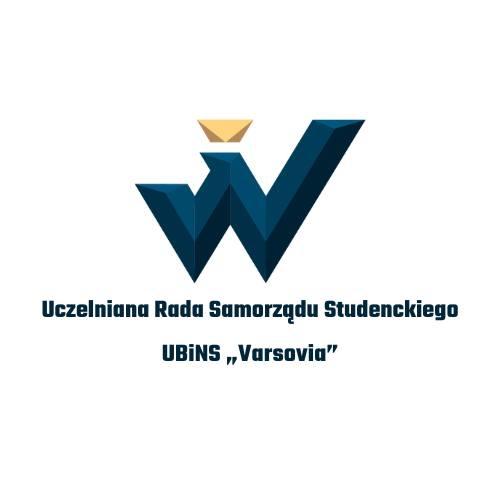 Uczelniana Rada Samorządu Studenckiego
UBiNS „Varsovia”